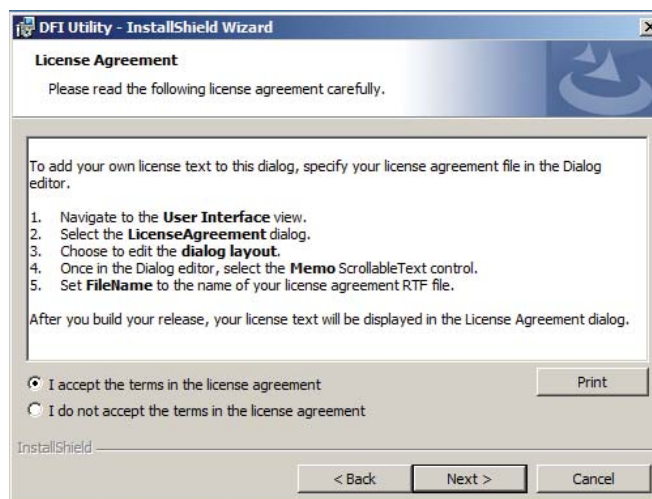 DFI Utility - InstallShield Wizard
License Agreement
Please read the following license agreement carefully.
To add your own license text to this dialog, specify your license agreement file in the Dialog
editor.
1. Navigate to the User Interface view.
2. Select the LicenseAgreement dialog.
3. Choose to edit the dialog layout.
4. Once in the Dialog editor, select the Memo ScrollableText control.
5. Set FileName to the name of your license agreement RTF file.
After you build your release, your license text will be displayed in the License Agreement dialog.
I accept the terms in the license agreement
Print
I do not accept the terms in the license agreement
InstallShield
< Back
Next >
Cancel